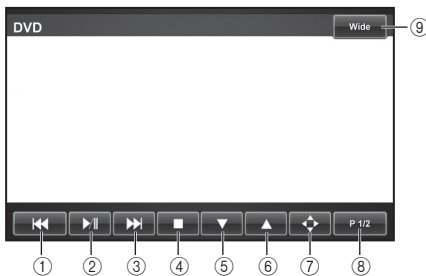 DVD
Wide
⑨
P 1/2
① ② ③ ④ ⑤ ⑥ ⑦ ⑧